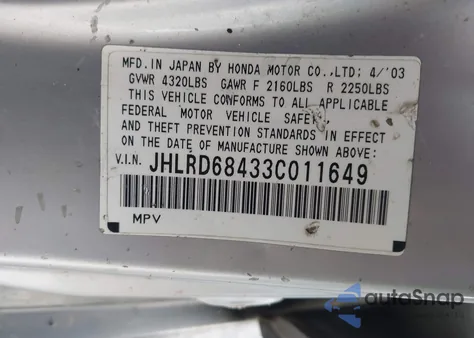 MFD. IN JAPAN BY HONDA MOTOR CO.,LTD; 4/'03
GVWR 4320LBS GAWR F 2160LBS R 2250LBS
THIS VEHICLE CONFORMS TO ALL APPLICABLE
FEDERAL MOTOR VEHICLE SAFETY
AND THEFT PREVENTION STANDARDS IN EFFECT
ON THE DATE OF MANUFACTURE SHOWN ABOVE:
V.I.N. JHLRD68433C011649
MPV
autoSnap